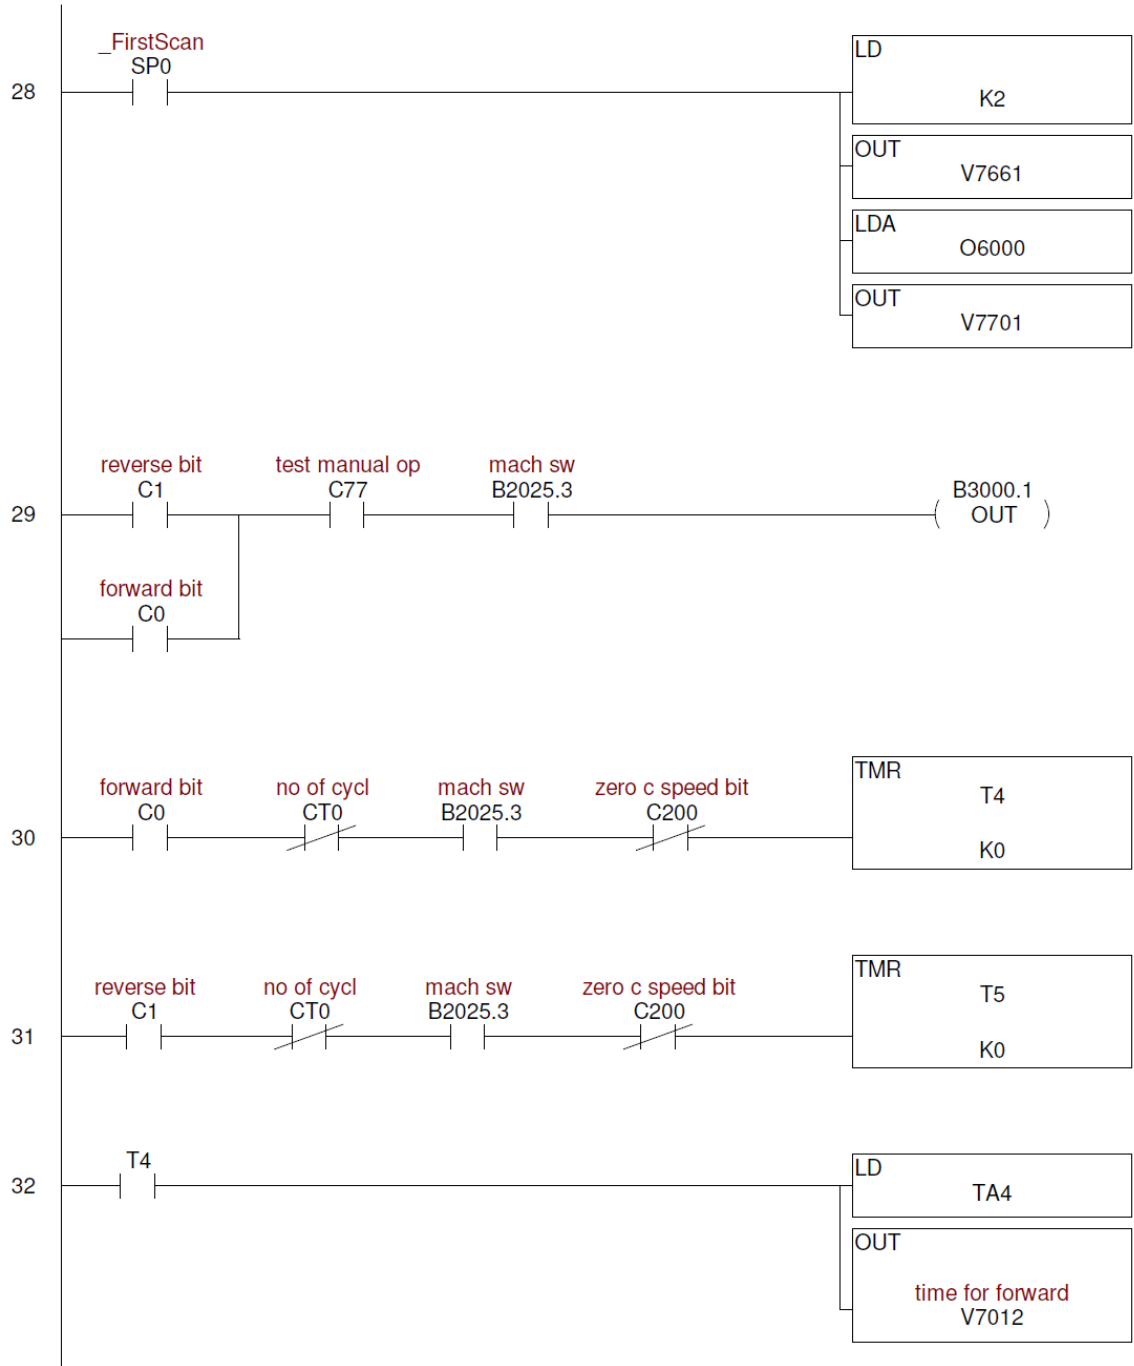 _FirstScan
SP0
28
LD
K2
OUT
V7661
LDA
O6000
OUT
V7701
reverse bit
C1
test manual op
C77
mach sw
B2025.3
B3000.1
OUT
29
forward bit
C0
forward bit
C0
no of cycl
CT0
mach sw
B2025.3
zero c speed bit
C200
TMR
T4
K0
30
reverse bit
C1
no of cycl
CT0
mach sw
B2025.3
zero c speed bit
C200
TMR
T5
K0
31
T4
32
LD
TA4
OUT
time for forward
V7012